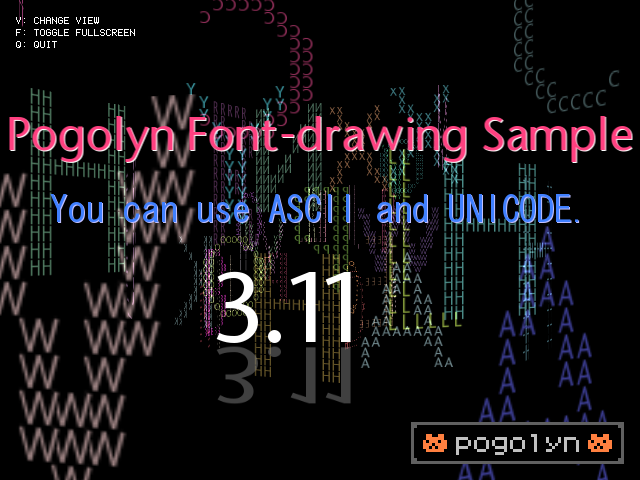 V: CHANGE VIEW
F: TOGGLE FULLSCREEN
Q: QUIT
Pogolyn Font-drawing Sample
You can use ASCII and UNICODE.
3.11
pogolyn